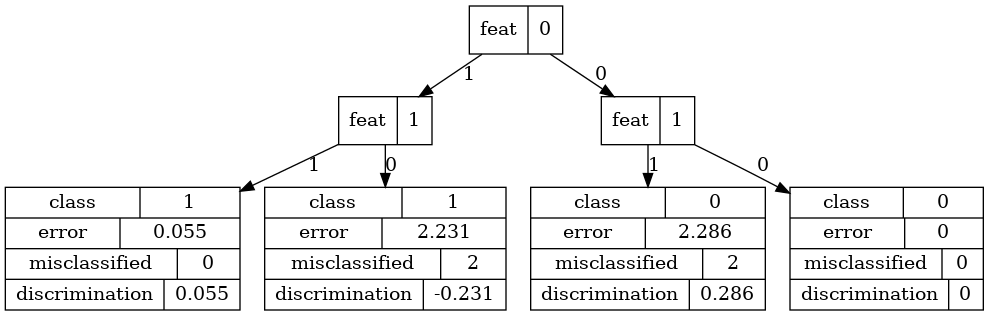 feat 0
1 0
feat 1 feat 1
1 0 1 0
class 1 class 1 class 0 class 0
error 0.055 error 2.231 error 2.286 error 0
misclassified 0 misclassified 2 misclassified 2 misclassified 0
discrimination 0.055 discrimination -0.231 discrimination 0.286 discrimination 0